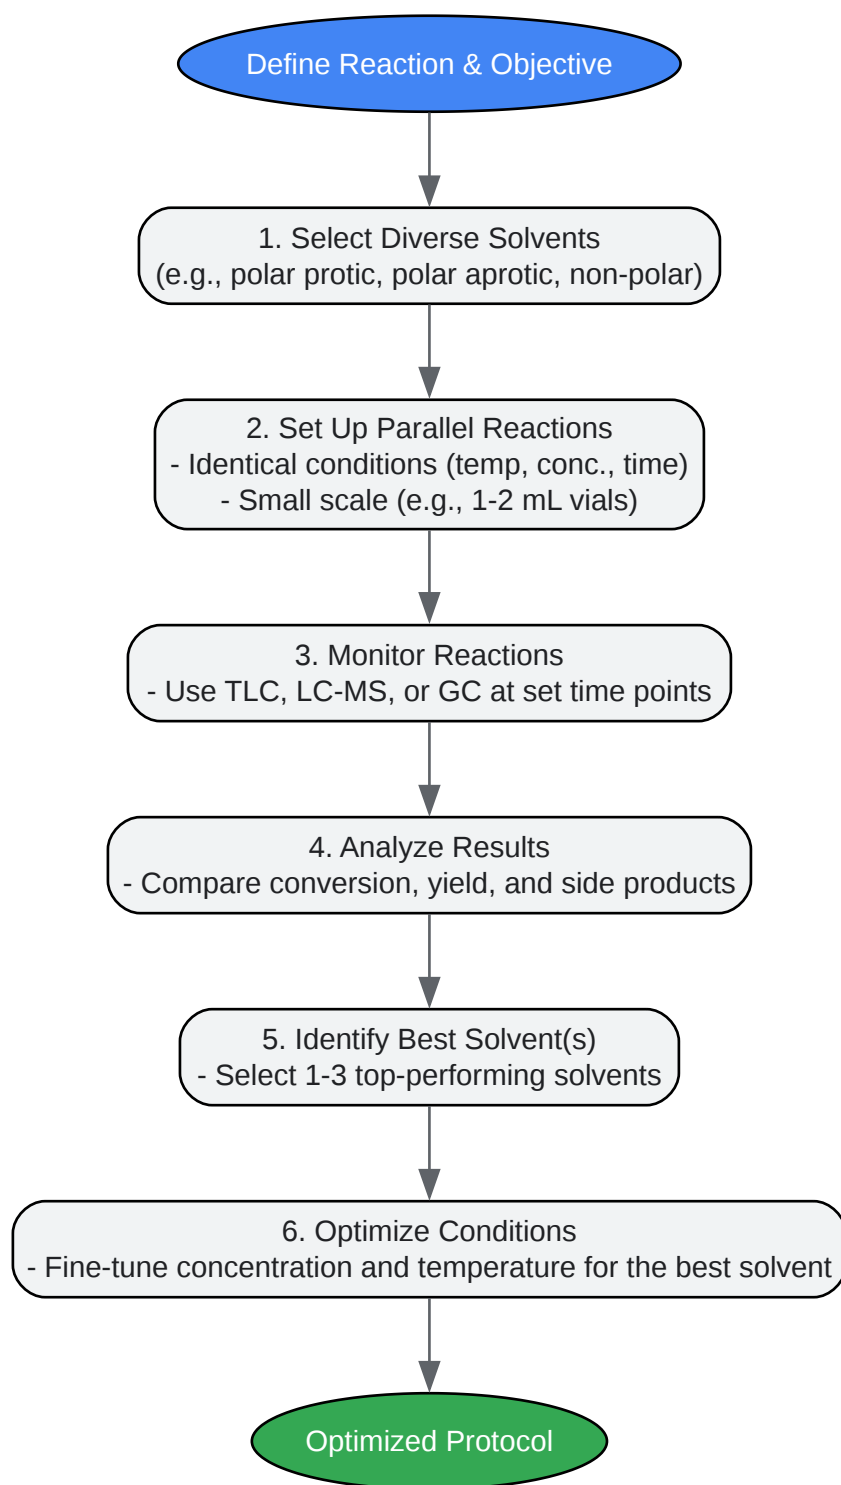 Define Reaction & Objective
1. Select Diverse Solvents
(e.g., polar protic, polar aprotic, non-polar)
2. Set Up Parallel Reactions
- Identical conditions (temp, conc., time)
- Small scale (e.g., 1-2 mL vials)
3. Monitor Reactions
- Use TLC, LC-MS, or GC at set time points
4. Analyze Results
- Compare conversion, yield, and side products
5. Identify Best Solvent(s)
- Select 1-3 top-performing solvents
6. Optimize Conditions
- Fine-tune concentration and temperature for the best solvent
Optimized Protocol